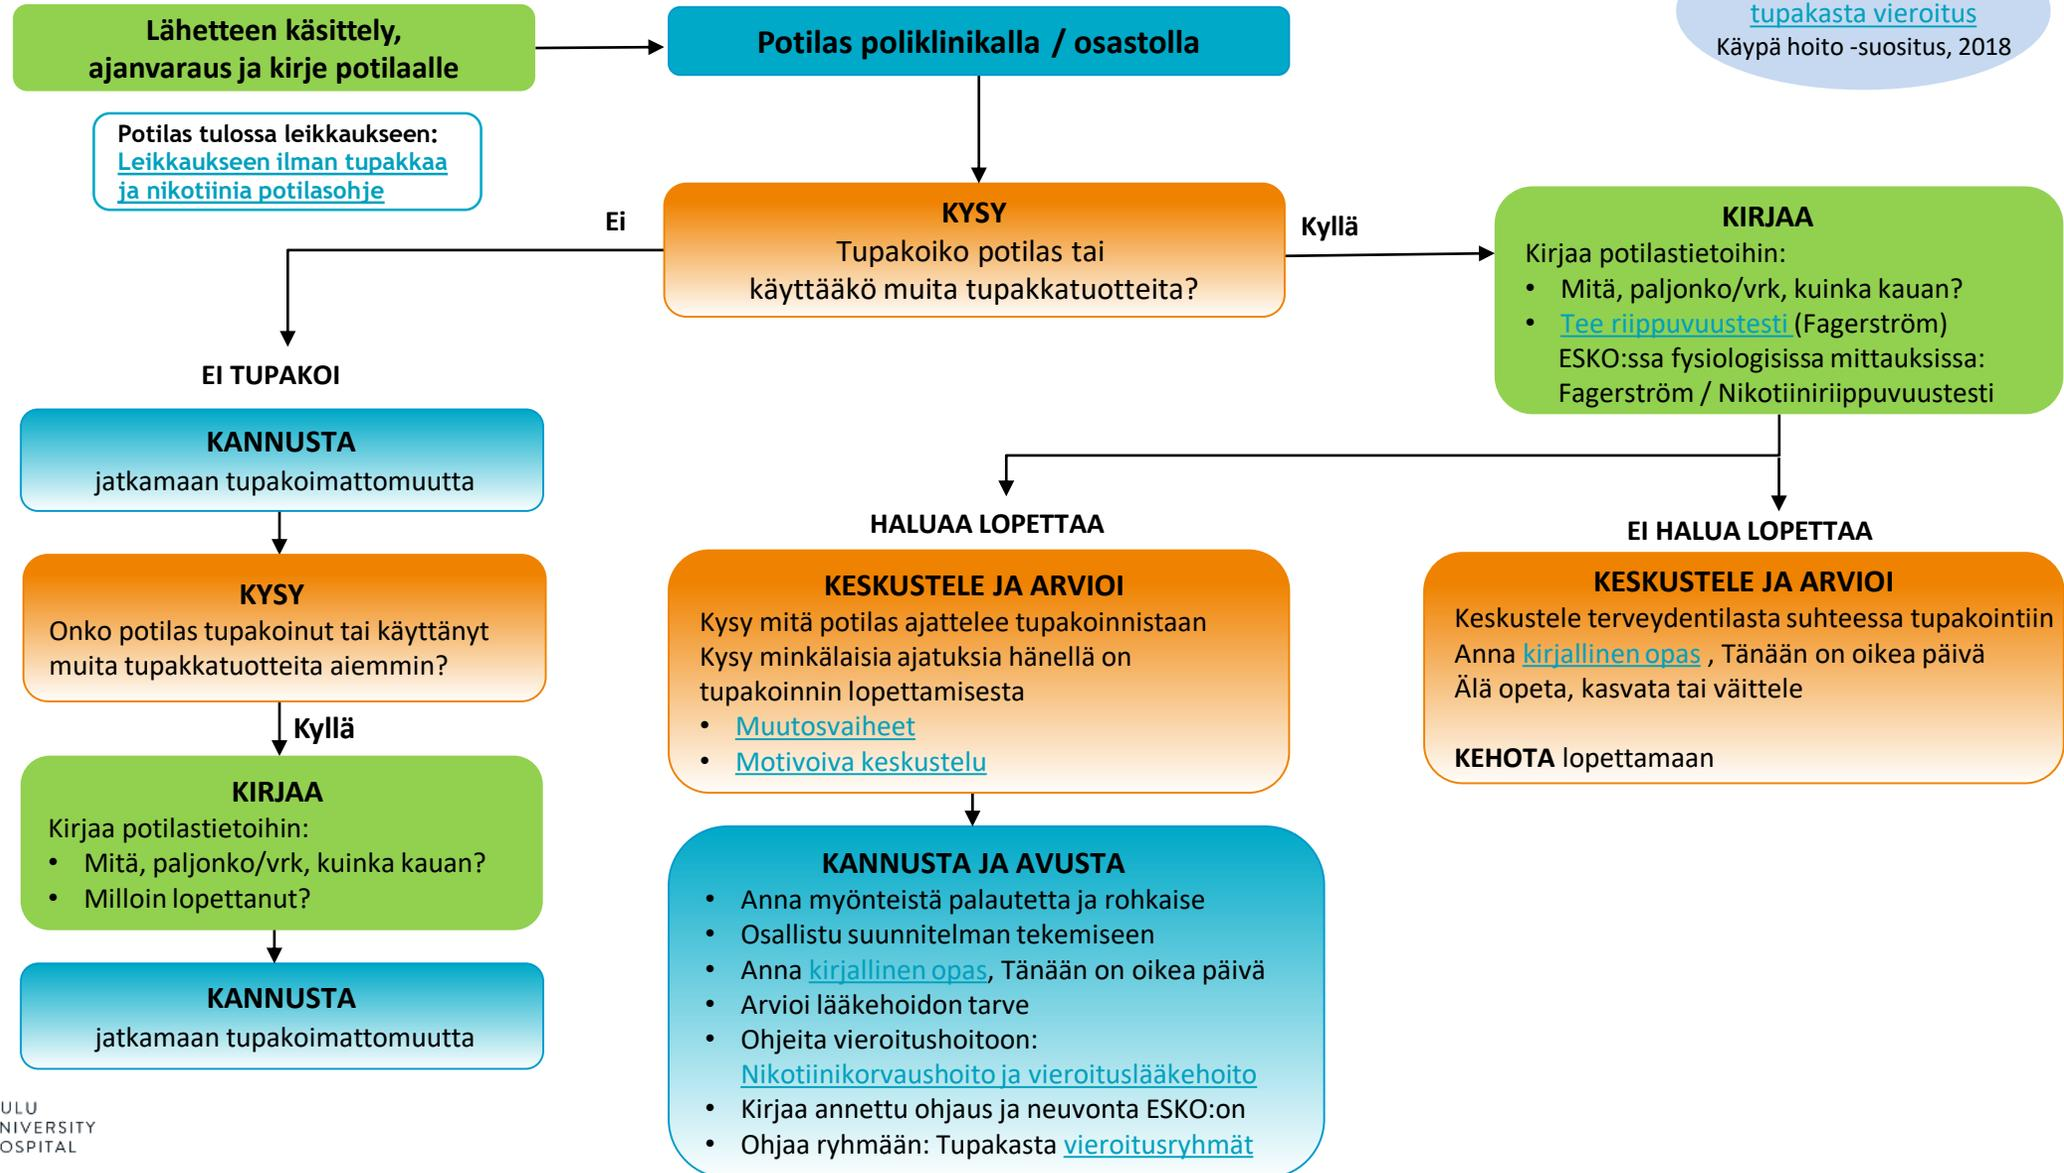 Lähetteen käsittely,
ajanvaraus ja kirje potilaalle
Potilas poliklinikalla / osastolla
tupakasta vieroitus
Käypä hoito -suositus, 2018
Potilas tulossa leikkaukseen:
Leikkaukseen ilman tupakkaa
ja nikotiinia potilasohje
KYSY
Tupakoiko potilas tai
käyttääkö muita tupakkatuotteita?
Ei
Kyllä
KIRJAA
Kirjaa potilastietoihin:
• Mitä, paljonko/vrk, kuinka kauan?
• Tee riippuvuustesti (Fagerström)
ESKO:ssa fysiologisissa mittauksissa:
Fagerström / Nikotiiniriippuvuustesti
EI TUPAKOI
KANNUSTA
jatkamaan tupakoimattomuutta
KYSY
Onko potilas tupakoinut tai käyttänyt
muita tupakkatuotteita aiemmin?
Kyllä
KIRJAA
Kirjaa potilastietoihin:
• Mitä, paljonko/vrk, kuinka kauan?
• Milloin lopettanut?
KANNUSTA
jatkamaan tupakoimattomuutta
HALUAA LOPETTAA
KESKUSTELE JA ARVIOI
Kysy mitä potilas ajattelee tupakoinnistaan
Kysy minkälaisia ajatuksia hänellä on
tupakoinnin lopettamisesta
• Muutosvaiheet
• Motivoiva keskustelu
KANNUSTA JA AVUSTA
• Anna myönteistä palautetta ja rohkaise
• Osallistu suunnitelman tekemiseen
• Anna kirjallinen opas, Tänään on oikea päivä
• Arvioi lääkehoidon tarve
• Ohjeita vieroitushoitoon:
Nikotiinikorvaushoito ja vieroituslääkehoito
• Kirjaa annettu ohjaus ja neuvonta ESKO:on
• Ohjaa ryhmään: Tupakasta vieroitusryhmät
EI HALUA LOPETTAA
KESKUSTELE JA ARVIOI
Keskustele terveydentilasta suhteessa tupakointiin
Anna kirjallinen opas , Tänään on oikea päivä
Älä opeta, kasvata tai väittele
KEHOTA lopettamaan
ULU
NIVERSITY
OSPITAL